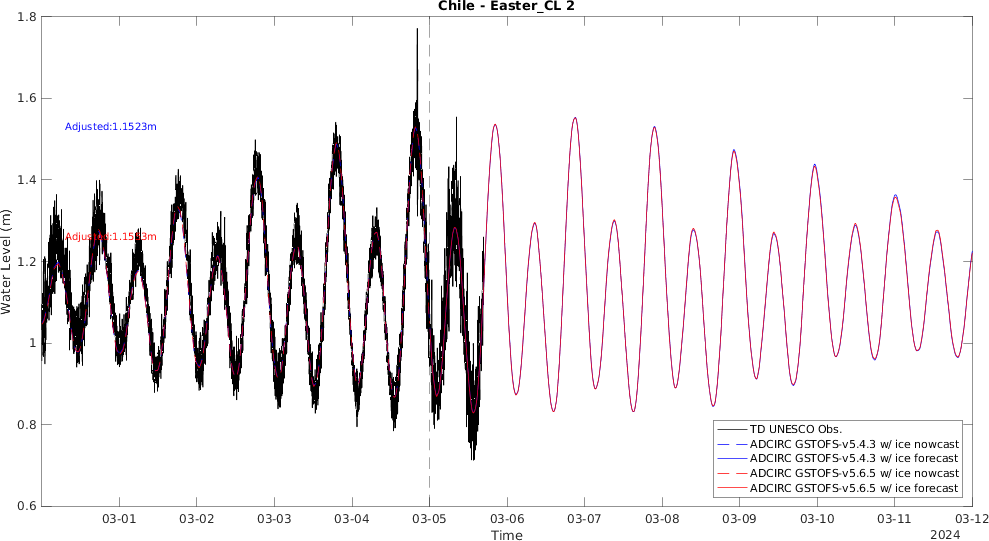 Chile - Easter_CL 2
1.8
1.6
1.4
1.2
1
0.8
0.6
Water Level (m)
Adjusted:1.1523m
TD UNESCO Obs.
ADCIRC GSTOFS-v5.4.3 w/ ice nowcast
ADCIRC GSTOFS-v5.4.3 w/ ice forecast
ADCIRC GSTOFS-v5.6.5 w/ ice nowcast
ADCIRC GSTOFS-v5.6.5 w/ ice forecast
03-01 03-02 03-03 03-04 03-05 03-06 03-07 03-08 03-09 03-10 03-11 03-12
Time
2024